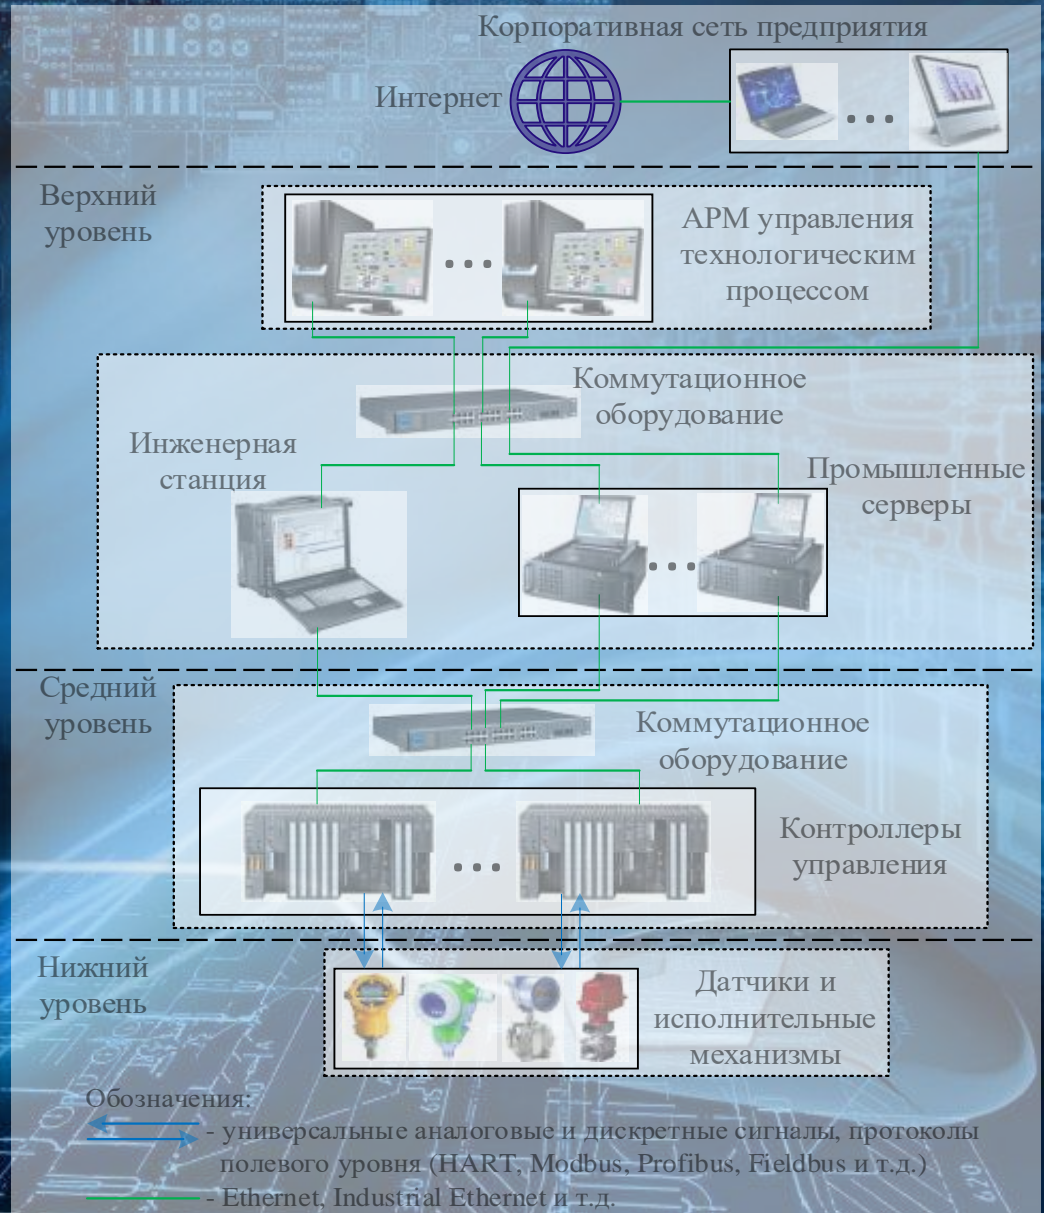 Корпоративная сеть предприятия
Интернет
Верхний
уровень
АРМ управления
технологическим
процессом
Коммутационное
оборудование
Инженерная
станция
Промышленные
серверы
Средний
уровень
Коммутационное
оборудование
Контроллеры
управления
Нижний
уровень
Датчики и
исполнительные
механизмы
Обозначения:
- универсальные аналоговые и дискретные сигналы, протоколы
полевого уровня (HART, Modbus, Profibus, Fieldbus и т.д.)
- Ethernet, Industrial Ethernet и т.д.